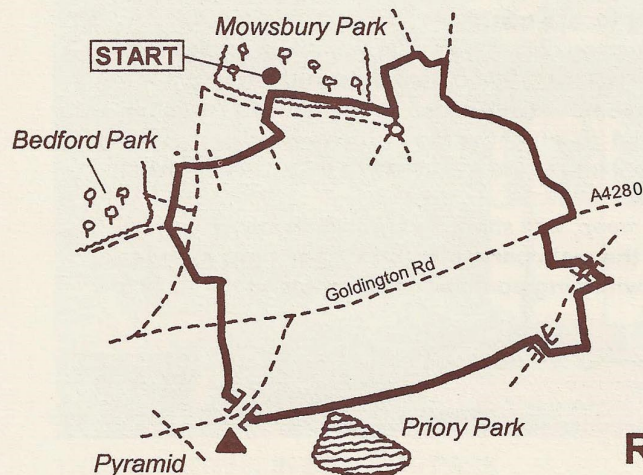 Mowsbury Park
START
Bedford Park
A4280
Goldington Rd
Priory Park
Pyramid
R